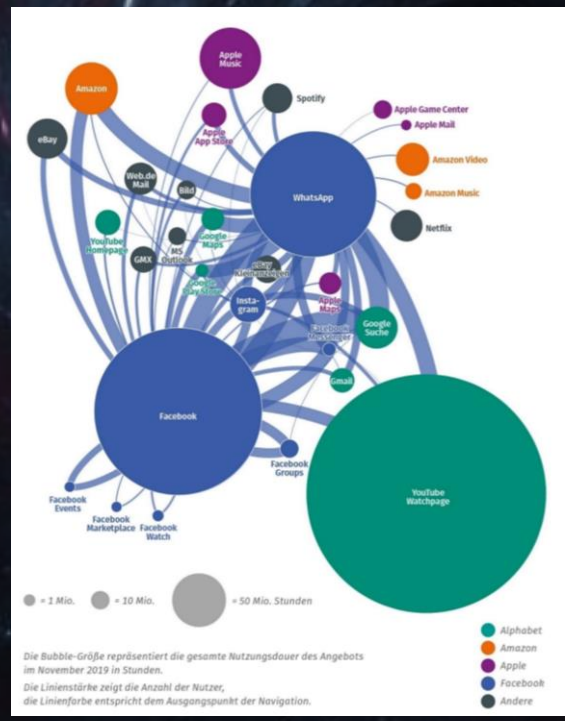 Apple
Music
Amazon
Spotify
Apple Game Center
Apple
App Store
Apple Mail
eBay
Amazon Video
Web.de
Mail
Bild
WhatsApp
Amazon Music
YouTube
Homepage
Google
Maps
Netflix
MS
Outlook
GMX
eBay
Kleinanzeigen
Google
Apple
Maps
Insta-
gram
Facebook
Messenger
Google
Suche
Gmail
Facebook
YouTube
Watchpage
Facebook
Groups
Facebook
Events
Facebook
Marketplace
Facebook
Watch
= 1 Mio.
= 10 Mio.
= 50 Mio. Stunden
Die Bubble-Größe repräsentiert die gesamte Nutzungsdauer des Angebots
im November 2019 in Stunden.
Die Linienstärke zeigt die Anzahl der Nutzer,
die Linienfarbe entspricht dem Ausgangspunkt der Navigation.
Alphabet
Amazon
Apple
Facebook
Andere